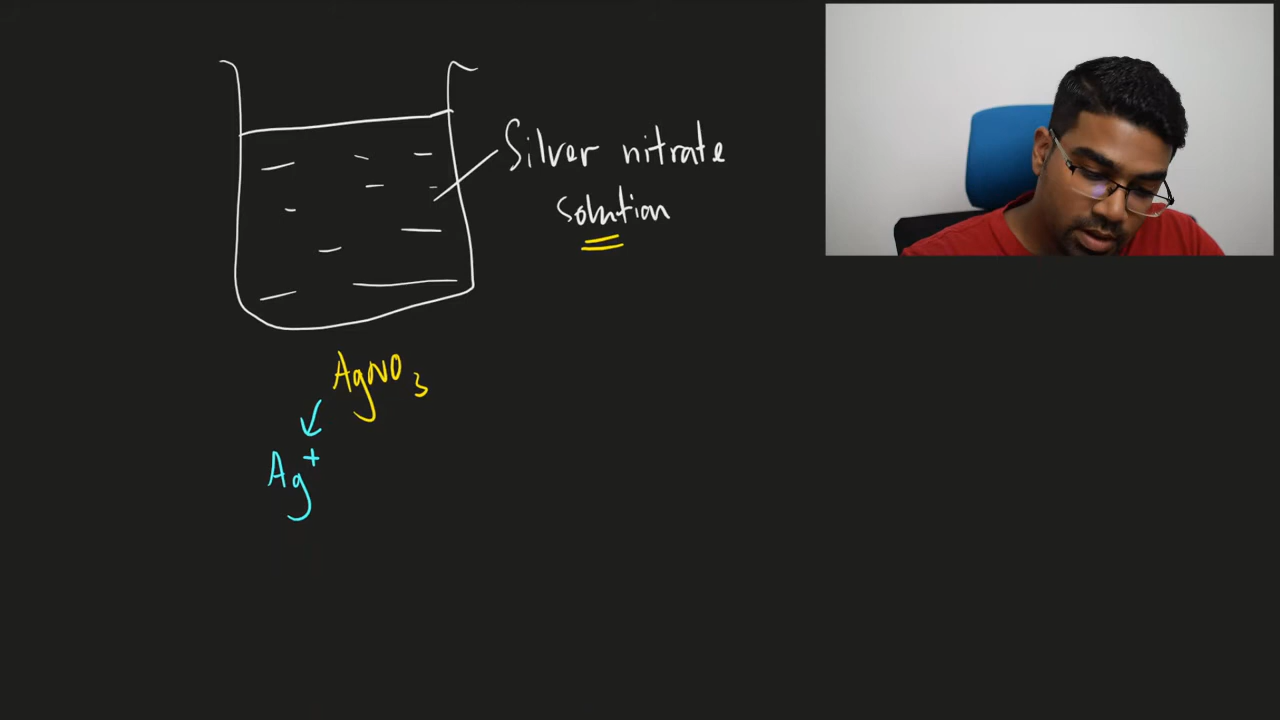 Silver nitrate
solution
AgNO₃
Ag⁺